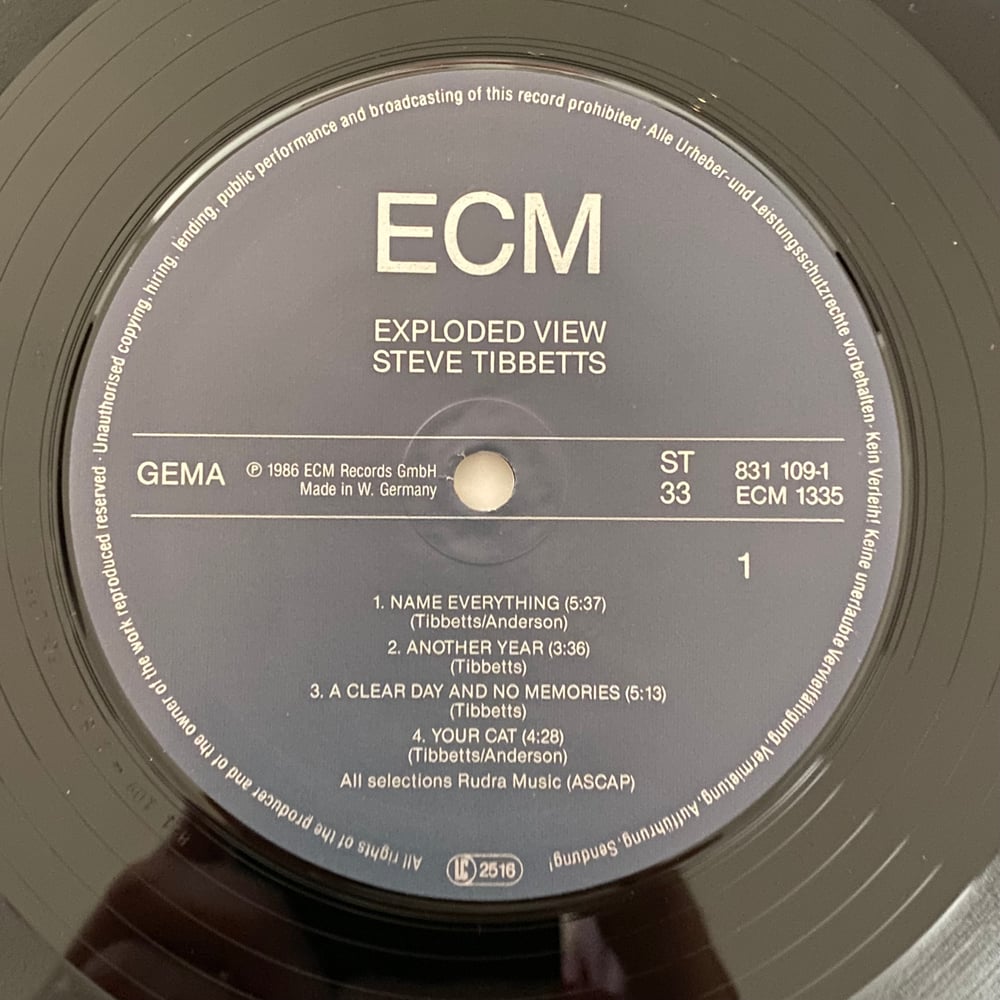 All rights of the producer and of the owner of the work reproduced reserved · Unauthorised copying, hiring, lending, public performance and broadcasting of this record prohibited · Alle Urheber-und Leistungsschutzrechte vorbehalten · Kein Verleih! Keine unerlaubte Vervielfältigung, Vermietung, Aufführung, Sendung!
ECM
EXPLODED VIEW
STEVE TIBBETTS
GEMA
℗ 1986 ECM Records GmbH
Made in W. Germany
ST
33
831 109-1
ECM 1335
1
1. NAME EVERYTHING (5:37)
(Tibbetts/Anderson)
2. ANOTHER YEAR (3:36)
(Tibbetts)
3. A CLEAR DAY AND NO MEMORIES (5:13)
(Tibbetts)
4. YOUR CAT (4:28)
(Tibbetts/Anderson)
All selections Rudra Music (ASCAP)
LC 2516